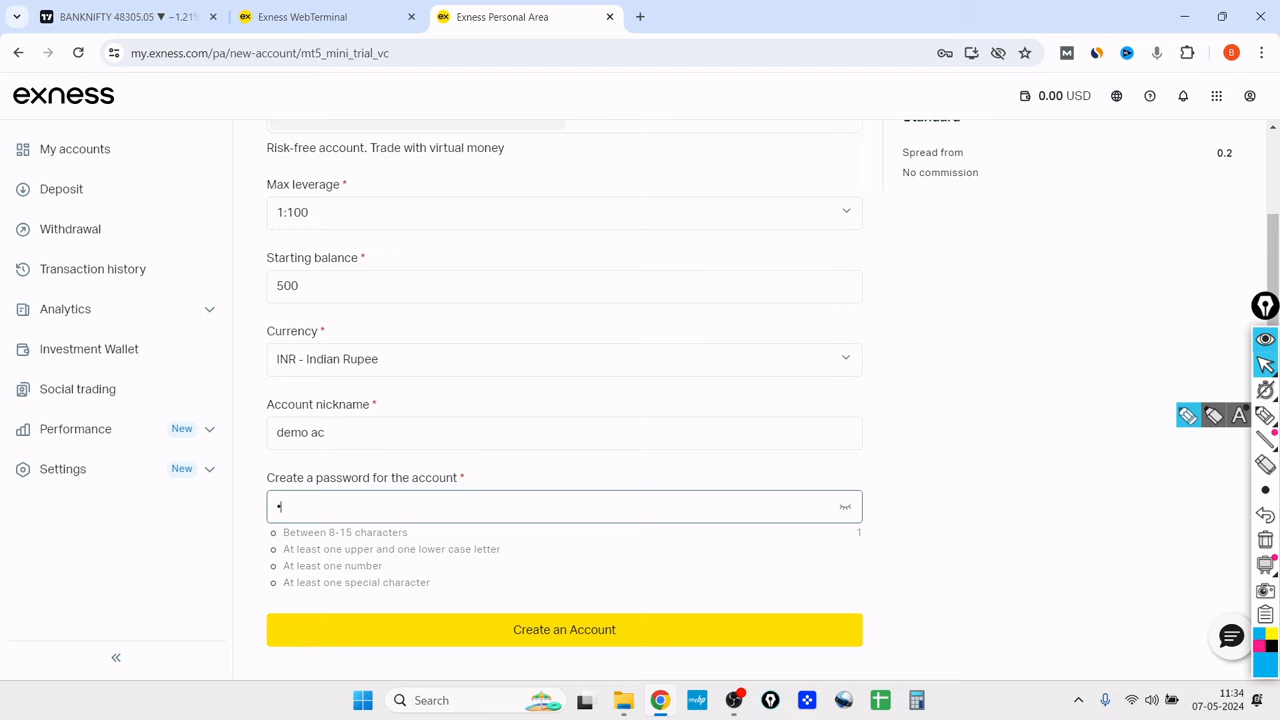 BANKNIFTY 48305.05 ▼ −1.21%
Exness WebTerminal
Exness Personal Area
my.exness.com/pa/new-account/mt5_mini_trial_vc
B
exness
0.00 USD
My accounts
Deposit
Withdrawal
Transaction history
Analytics
Investment Wallet
Social trading
Performance New
Settings New
Risk-free account. Trade with virtual money
Max leverage *
1:100
Starting balance *
500
Currency *
INR - Indian Rupee
Account nickname *
demo ac
Create a password for the account *
•
Between 8-15 characters 1
At least one upper and one lower case letter
At least one number
At least one special character
Create an Account
Standard
Spread from 0.2
No commission
A
Search
11:34
07-05-2024